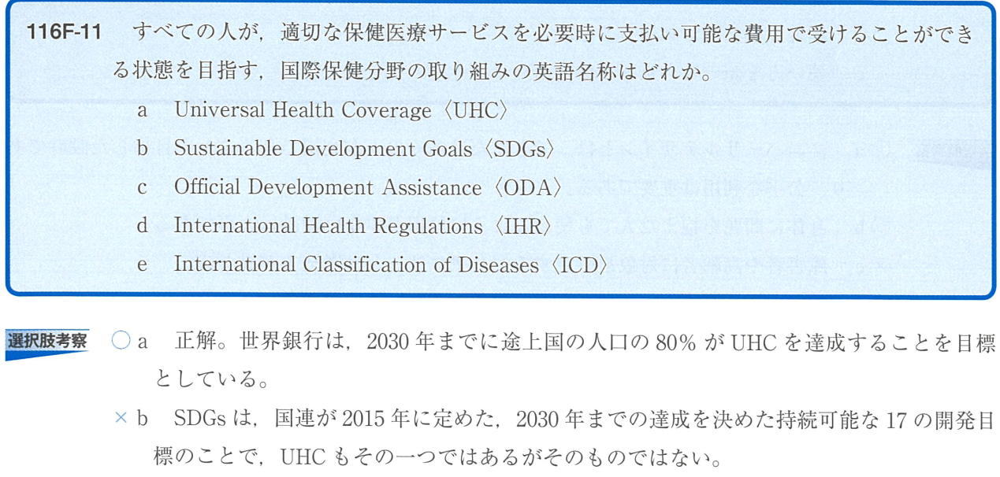 116F-11　すべての人が，適切な保健医療サービスを必要時に支払い可能な費用で受けることができ
る状態を目指す，国際保健分野の取り組みの英語名称はどれか。
a　Universal Health Coverage〈UHC〉
b　Sustainable Development Goals〈SDGs〉
c　Official Development Assistance〈ODA〉
d　International Health Regulations〈IHR〉
e　International Classification of Diseases〈ICD〉
選択肢考察　○ a　正解。世界銀行は，2030 年までに途上国の人口の 80% が UHC を達成することを目標
としている。
× b　SDGs は，国連が 2015 年に定めた，2030 年までの達成を決めた持続可能な 17 の開発目
標のことで，UHC もその一つではあるがそのものではない。